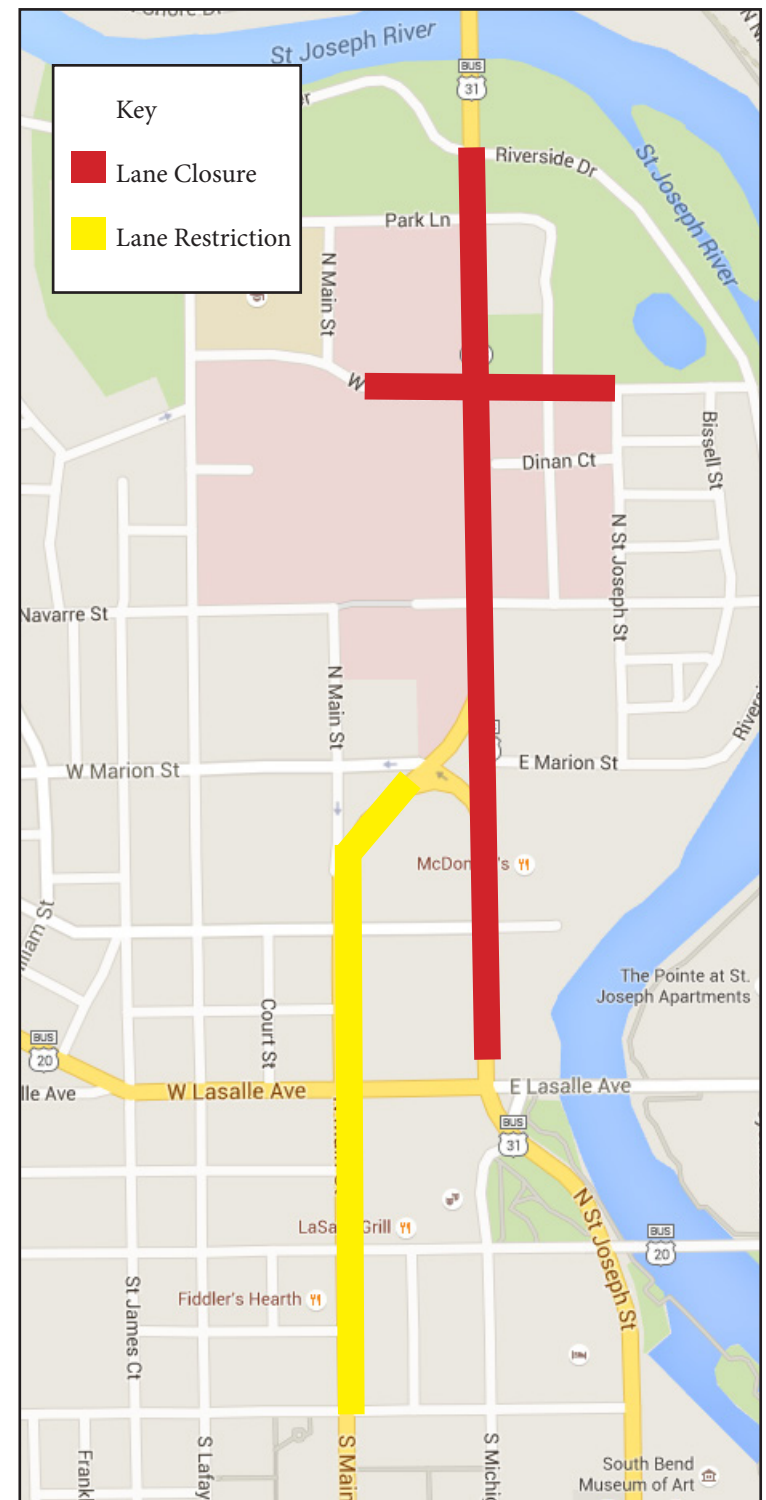 St Joseph River
BUS
31
Key
Lane Closure
Lane Restriction
Riverside Dr
St Joseph River
Park Ln
N Main St
W
Bissell St
Dinan Ct
N St Joseph St
Navarre St
N Main St
W Marion St
E Marion St
McDon 's
The Pointe at St.
Joseph Apartments
Court St
BUS
20
lle Ave
W Lasalle Ave
E Lasalle Ave
BUS
31
LaSa Grill
N St Joseph St
BUS
20
Fiddler's Hearth
St James Ct
Frankl
S Lafay
S Main
S Michi
South Bend
Museum of Art